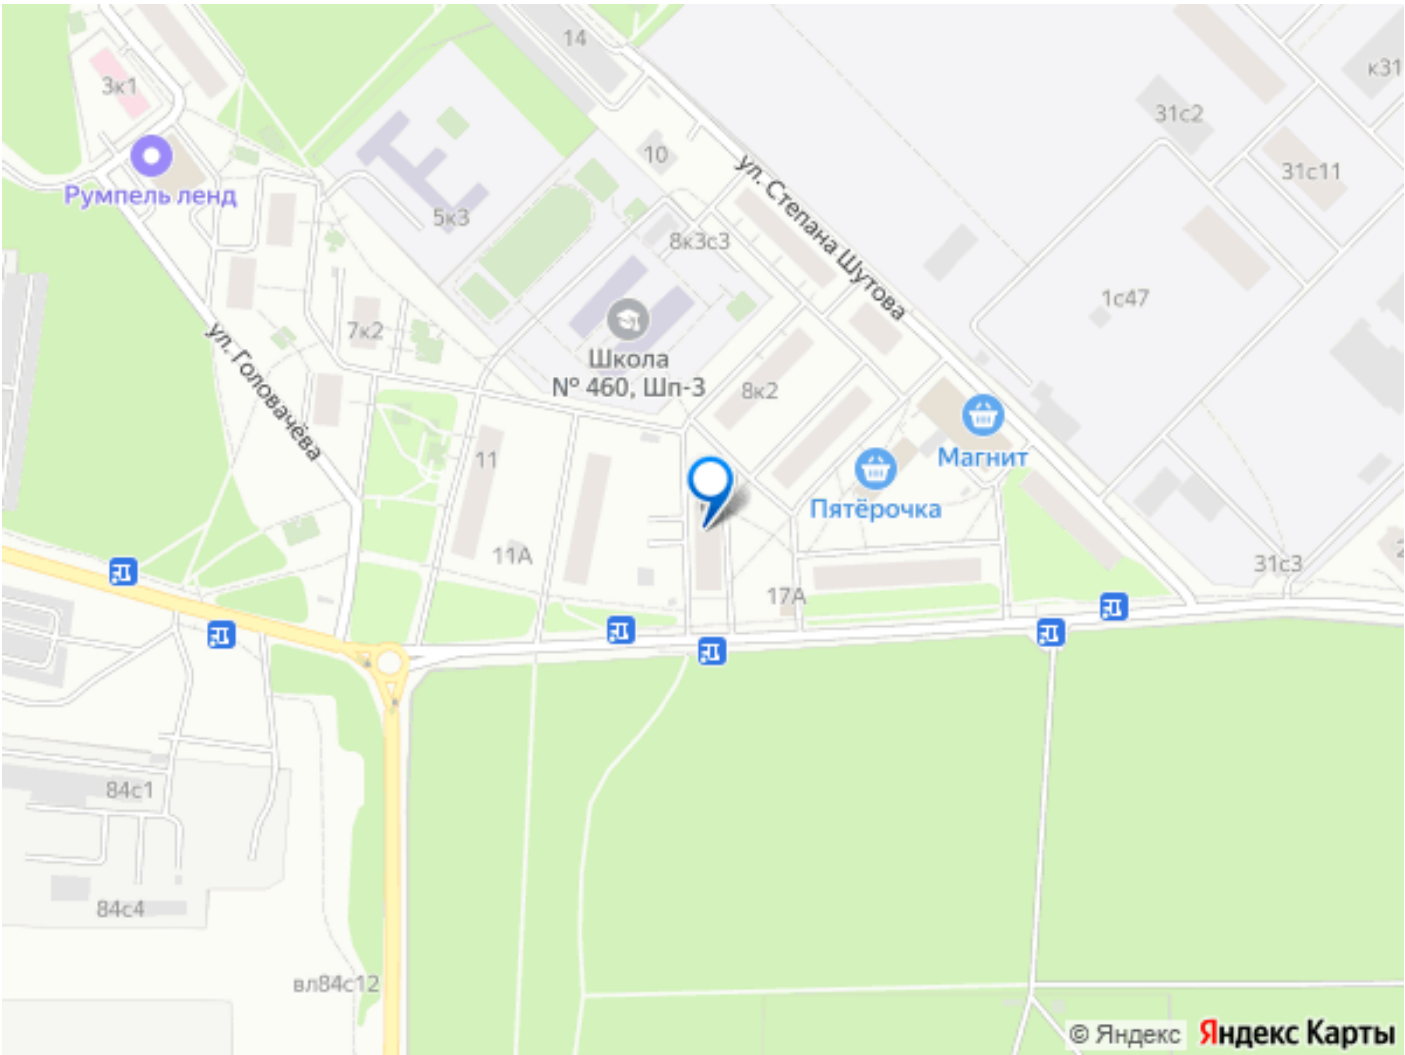 14
3к1
к31
31с2
10
ул. Степана Шутова
31с11
Румпель ленд
5к3
8к3с3
1с47
7к2
ул. Головачёва
Школа
№ 460, Шп-3
8к2
11
Магнит
Пятёрочка
11А
31с3
2
17А
84с1
84с4
вл84с12
© Яндекс Яндекс Карты